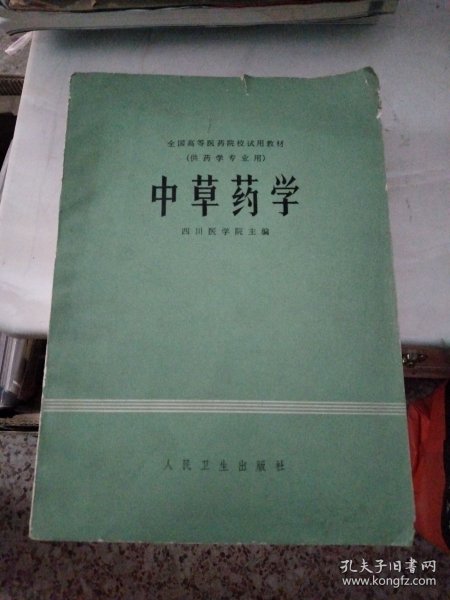 全国高等医药院校试用教材
(供药学专业用)
中草药学
四川医学院主编
人民卫生出版社
孔夫子旧书网
www.kongfz.com